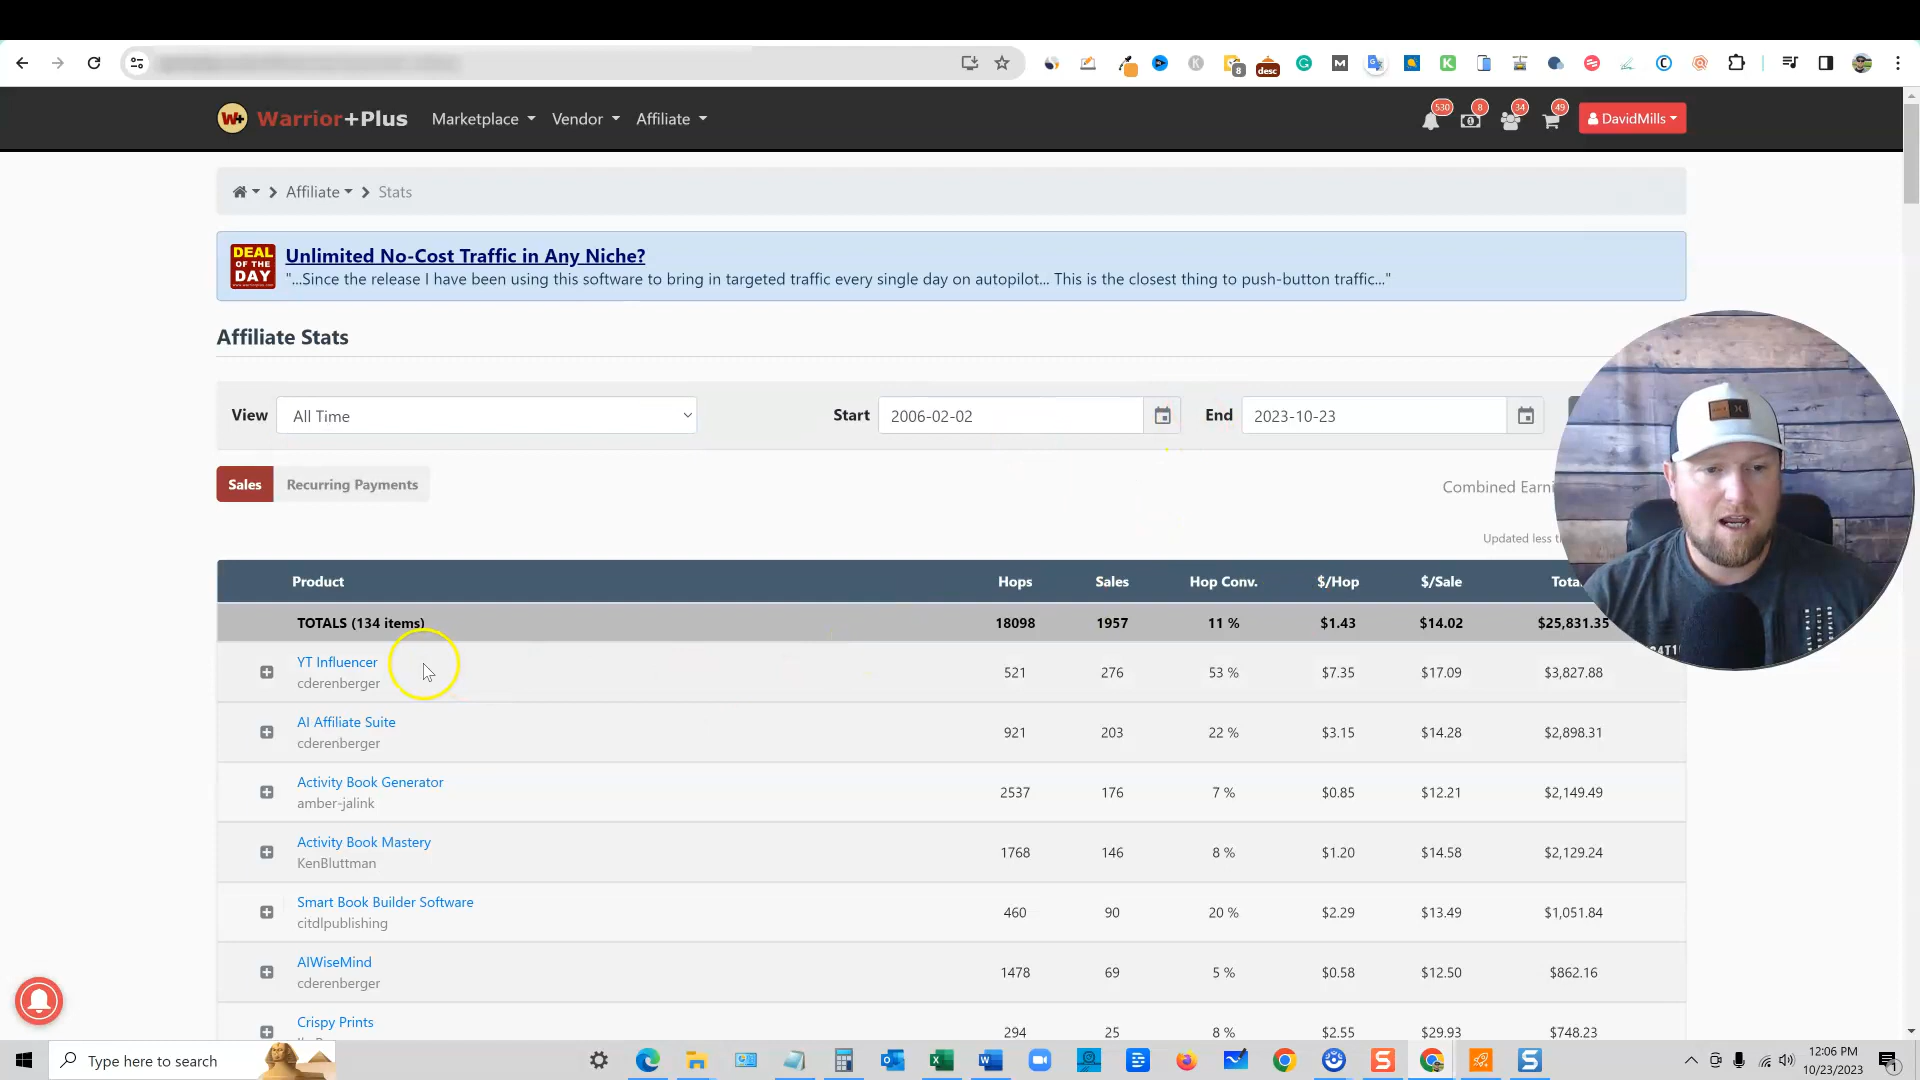 8
desc
W+ Warrior+Plus Marketplace Vendor Affiliate 530 8 34 49 DavidMills
Affiliate Stats
DEAL OF THE DAY
Unlimited No-Cost Traffic in Any Niche?
"...Since the release I have been using this software to bring in targeted traffic every single day on autopilot... This is the closest thing to push-button traffic..."
Affiliate Stats
View All Time Start 2006-02-02 End 2023-10-23
Sales Recurring Payments Combined Earni
Updated less t
Product Hops Sales Hop Conv. $/Hop $/Sale Tota
TOTALS (134 items) 18098 1957 11 % $1.43 $14.02 $25,831.35
YT Influencer 521 276 53 % $7.35 $17.09 $3,827.88
cderenberger
AI Affiliate Suite 921 203 22 % $3.15 $14.28 $2,898.31
cderenberger
Activity Book Generator 2537 176 7 % $0.85 $12.21 $2,149.49
amber-jalink
Activity Book Mastery 1768 146 8 % $1.20 $14.58 $2,129.24
KenBluttman
Smart Book Builder Software 460 90 20 % $2.29 $13.49 $1,051.84
citdlpublishing
AIWiseMind 1478 69 5 % $0.58 $12.50 $862.16
cderenberger
Crispy Prints 294 25 8 % $2.55 $29.93 $748.23
Type here to search
12:06 PM
10/23/2023